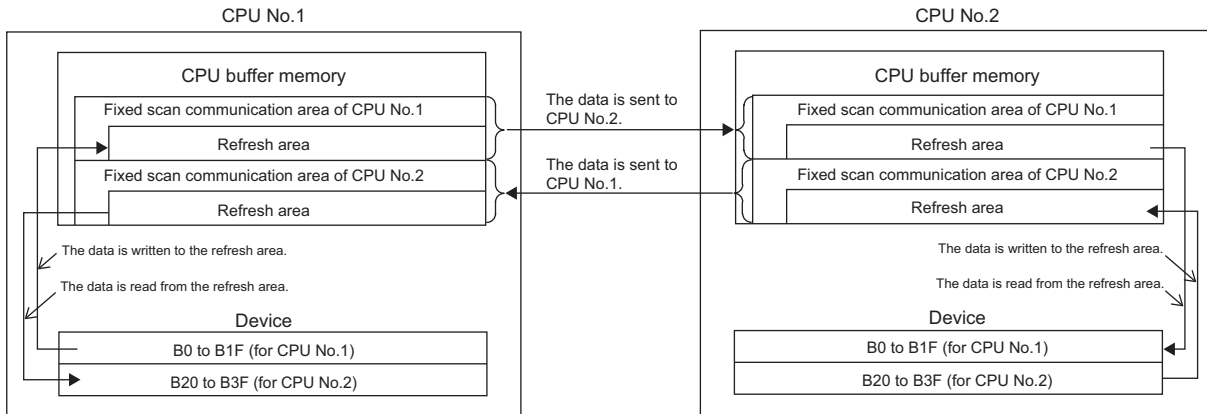 CPU No.1
CPU buffer memory
Fixed scan communication area of CPU No.1
Refresh area
Fixed scan communication area of CPU No.2
Refresh area
The data is written to the refresh area.
The data is read from the refresh area.
Device
B0 to B1F (for CPU No.1)
B20 to B3F (for CPU No.2)
The data is sent to
CPU No.2.
The data is sent to
CPU No.1.
CPU No.2
CPU buffer memory
Fixed scan communication area of CPU No.1
Refresh area
Fixed scan communication area of CPU No.2
Refresh area
The data is written to the refresh area.
The data is read from the refresh area.
Device
B0 to B1F (for CPU No.1)
B20 to B3F (for CPU No.2)